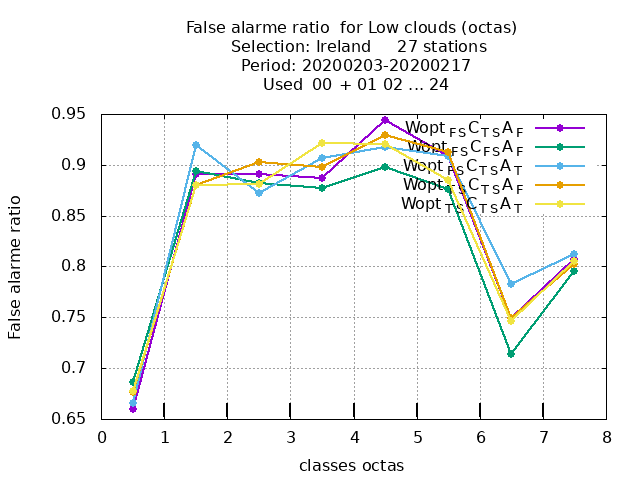 False alarme ratio for Low clouds (octas)
Selection: Ireland 27 stations
Period: 20200203-20200217
Used 00 + 01 02 ... 24
0.95
0.9
0.85
0.8
0.75
0.7
0.65
0 1 2 3 4 5 6 7 8
False alarme ratio
classes octas
Wopt FS C TS A F
Wopt FS C FS A F
Wopt FS C TS A T
Wopt TS C TS A F
Wopt TS C TS A T